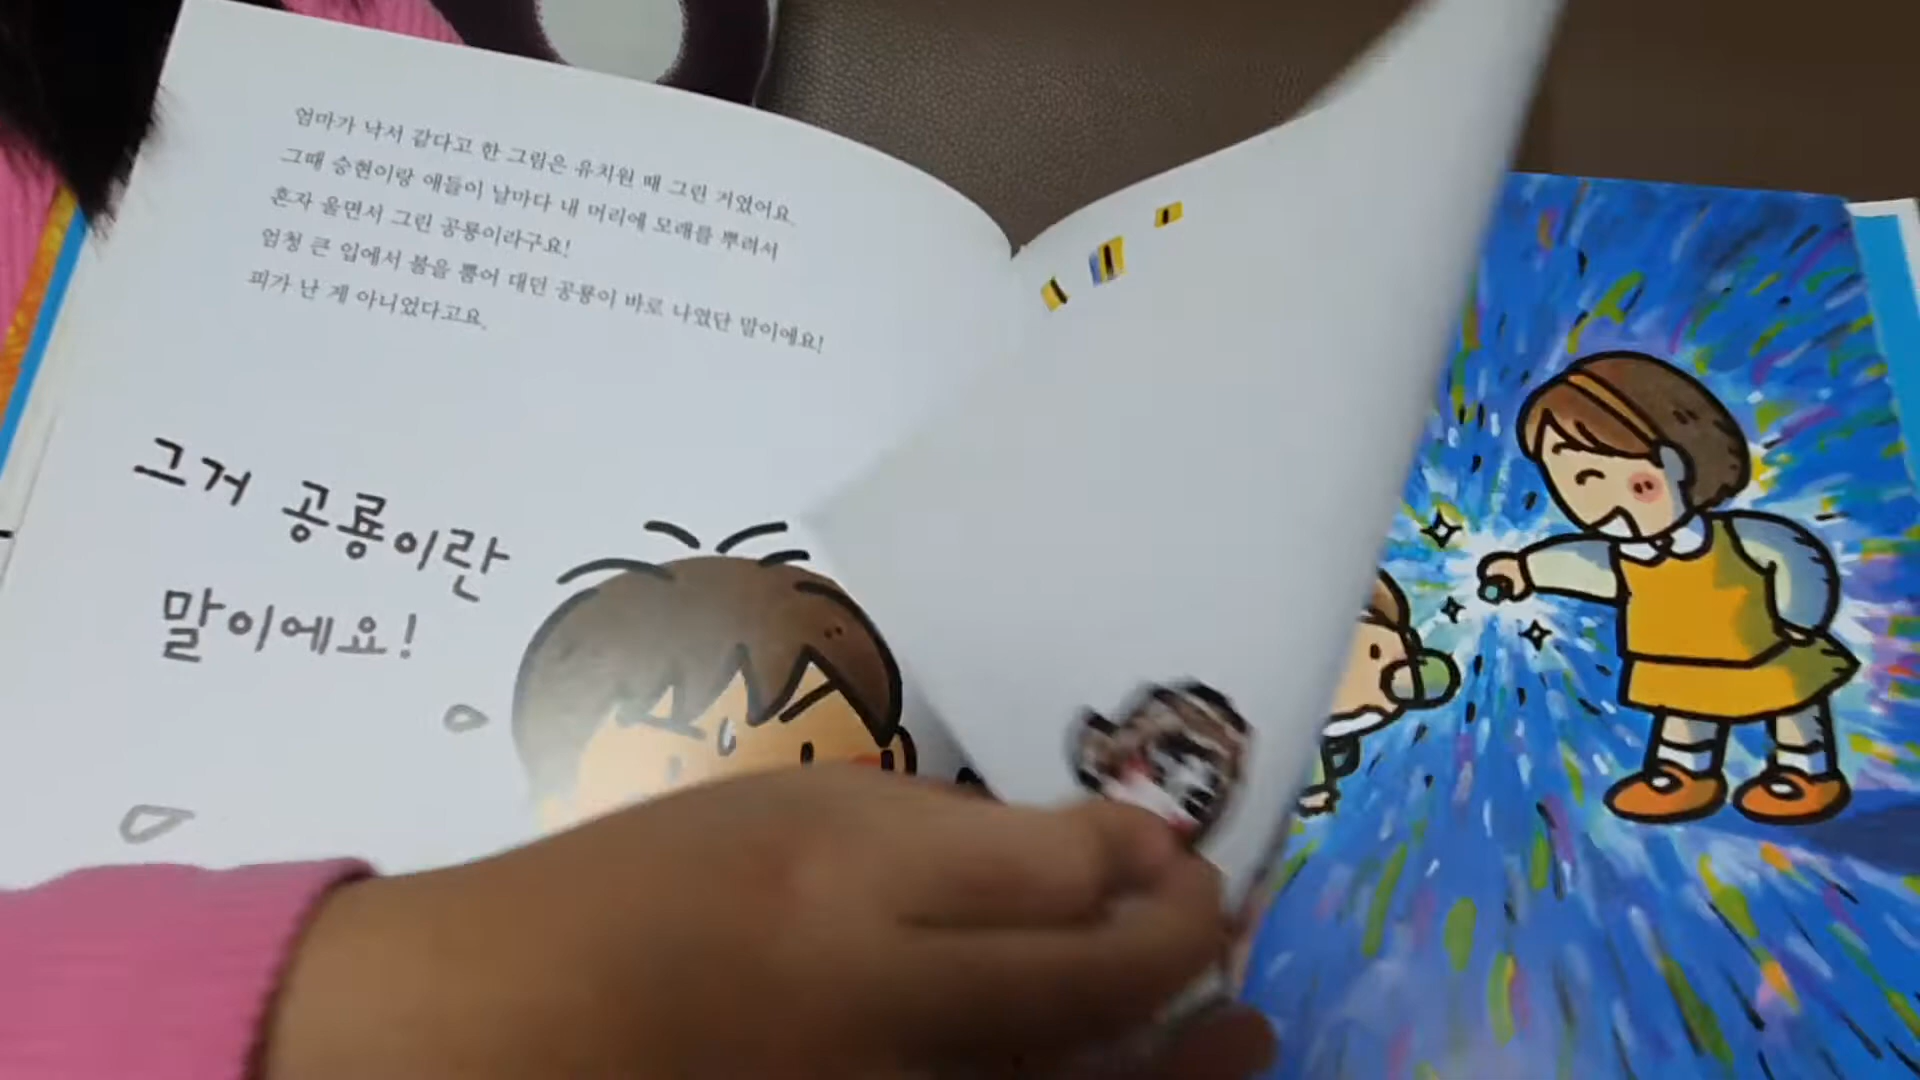 엄마가 낙서 같다고 한 그림은 유치원 때 그린 거였어요.
그때 승현이랑 애들이 날마다 내 머리에 모래를 뿌려서
혼자 울면서 그린 공룡이라구요!
엄청 큰 입에서 불을 뿜어 대던 공룡이 바로 나였단 말이에요!
피가 난 게 아니었다고요.
그거 공룡이란
말이에요!